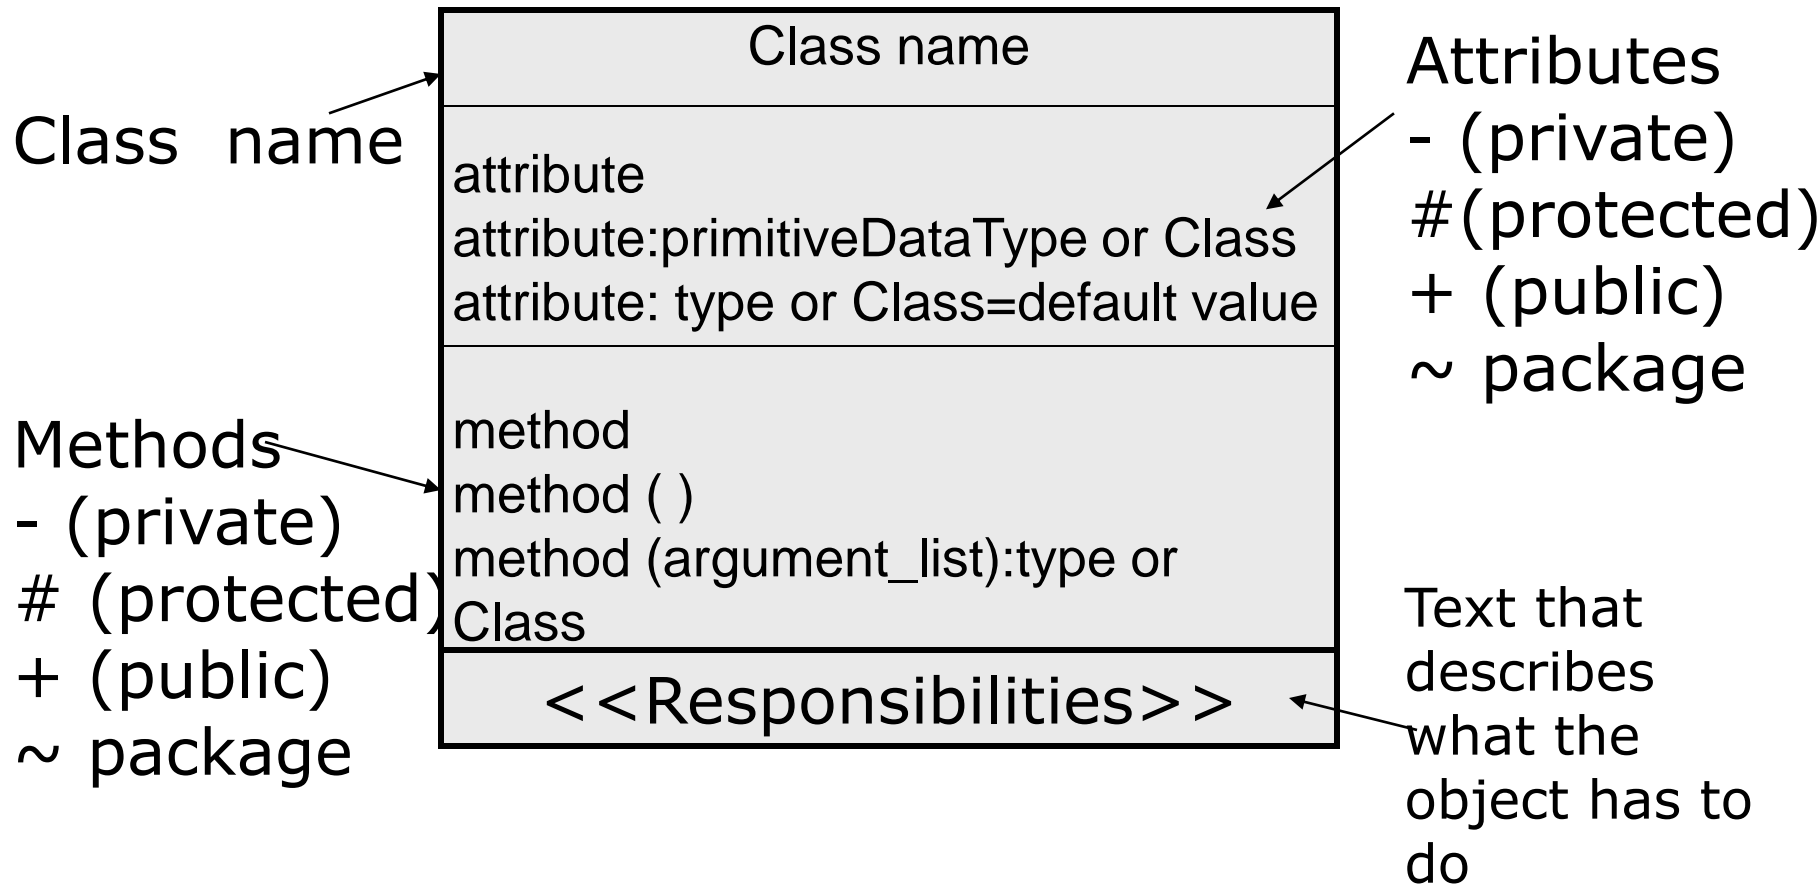 Class name
Class name
attribute
attribute:primitiveDataType or Class
attribute: type or Class=default value
Attributes
- (private)
#(protected)
+ (public)
~ package
Methods
- (private)
# (protected)
+ (public)
~ package
method
method ( )
method (argument_list):type or
Class
<<Responsibilities>>
Text that
describes
what the
object has to
do